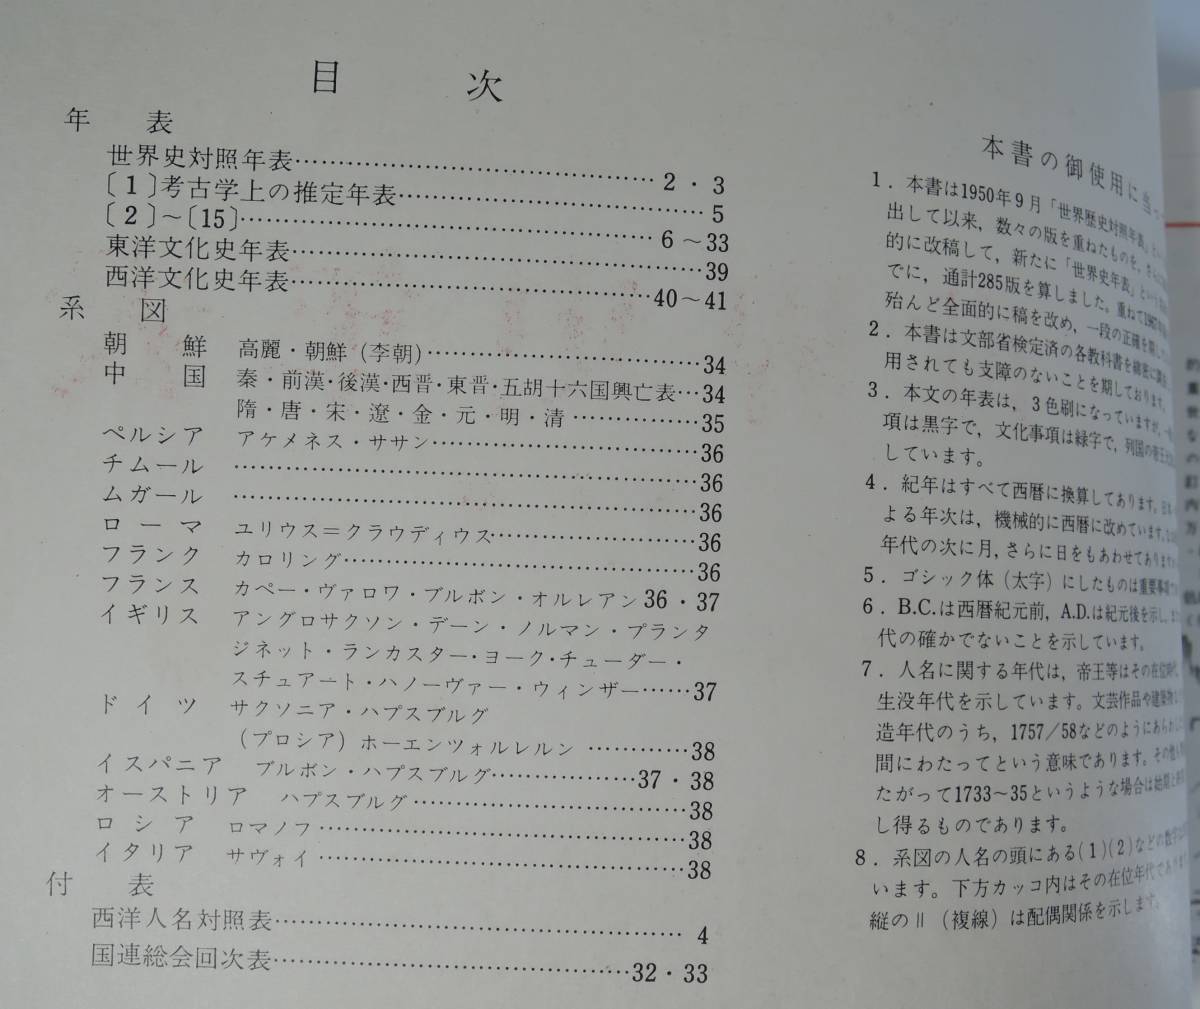 目 次
年 表
世界史対照年表…………………………………2・3
〔1〕考古学上の推定年表……………………………5
〔2〕~〔15〕……………………………………6~33
東洋文化史年表………………………………………39
西洋文化史年表…………………………………40~41
系 図
朝 鮮 高麗・朝鮮(李朝)……………………………34
中 国 秦・前漢・後漢・西晋・東晋・五胡十六国興亡表…34
隋・唐・宋・遼・金・元・明・清……………35
ペルシア アケメネス・ササン…………………………36
チムール ……………………………………………36
ムガール ……………………………………………36
ローマ ユリウス=クラウディウス……………………36
フランク カロリング…………………………………36
フランス カペー・ヴァロワ・ブルボン・オルレアン 36・37
イギリス アングロサクソン・デーン・ノルマン・プランタ
ジネット・ランカスター・ヨーク・チューダー・
スチュアート・ハノーヴァー・ウィンザー……37
ドイツ サクソニア・ハプスブルグ
(プロシア)ホーエンツォルレルン …………38
イスパニア ブルボン・ハプスブルグ………………37・38
オーストリア ハプスブルグ…………………………38
ロシア ロマノフ……………………………………38
イタリア サヴォイ…………………………………38
付 表
西洋人名対照表……………………………………… 4
国連総会回次表…………………………………32・33
本書の御使用に当っ
1.本書は1950年9月「世界歴史対照年表」
出して以来,数々の版を重ねたものを,
的に改稿して,新たに「世界史年表」という
でに,通計285版を算しました。重ねて
殆んど全面的に稿を改め,一段の正確を期し
2.本書は文部省検定済の各教科書を
用されても支障のないことを期しております。
3.本文の年表は,3色刷になっていますが,
項は黒字で,文化事項は緑字で,列国の帝王
しています。
4.紀年はすべて西暦に換算してあります。
よる年次は,機械的に西暦に改めています。
年代の次に月,さらに日をもあわせてあります
5.ゴシック体(太字)にしたものは重要事項
6.B.C.は西暦紀元前,A.D.は紀元後を示し,
代の確かでないことを示しています。
7.人名に関する年代は,帝王等はその在位
生没年代を示しています。文芸作品や建築物
造年代のうち,1757/58などのようにあらわ
間にわたってという意味であります。その他
たがって1733~35というような場合は始期と
し得るものであります。
8.系図の人名の頭にある(1)(2)などの数字
います。下方カッコ内はその在位年代であり
縦の‖(複線)は配偶関係を示します。